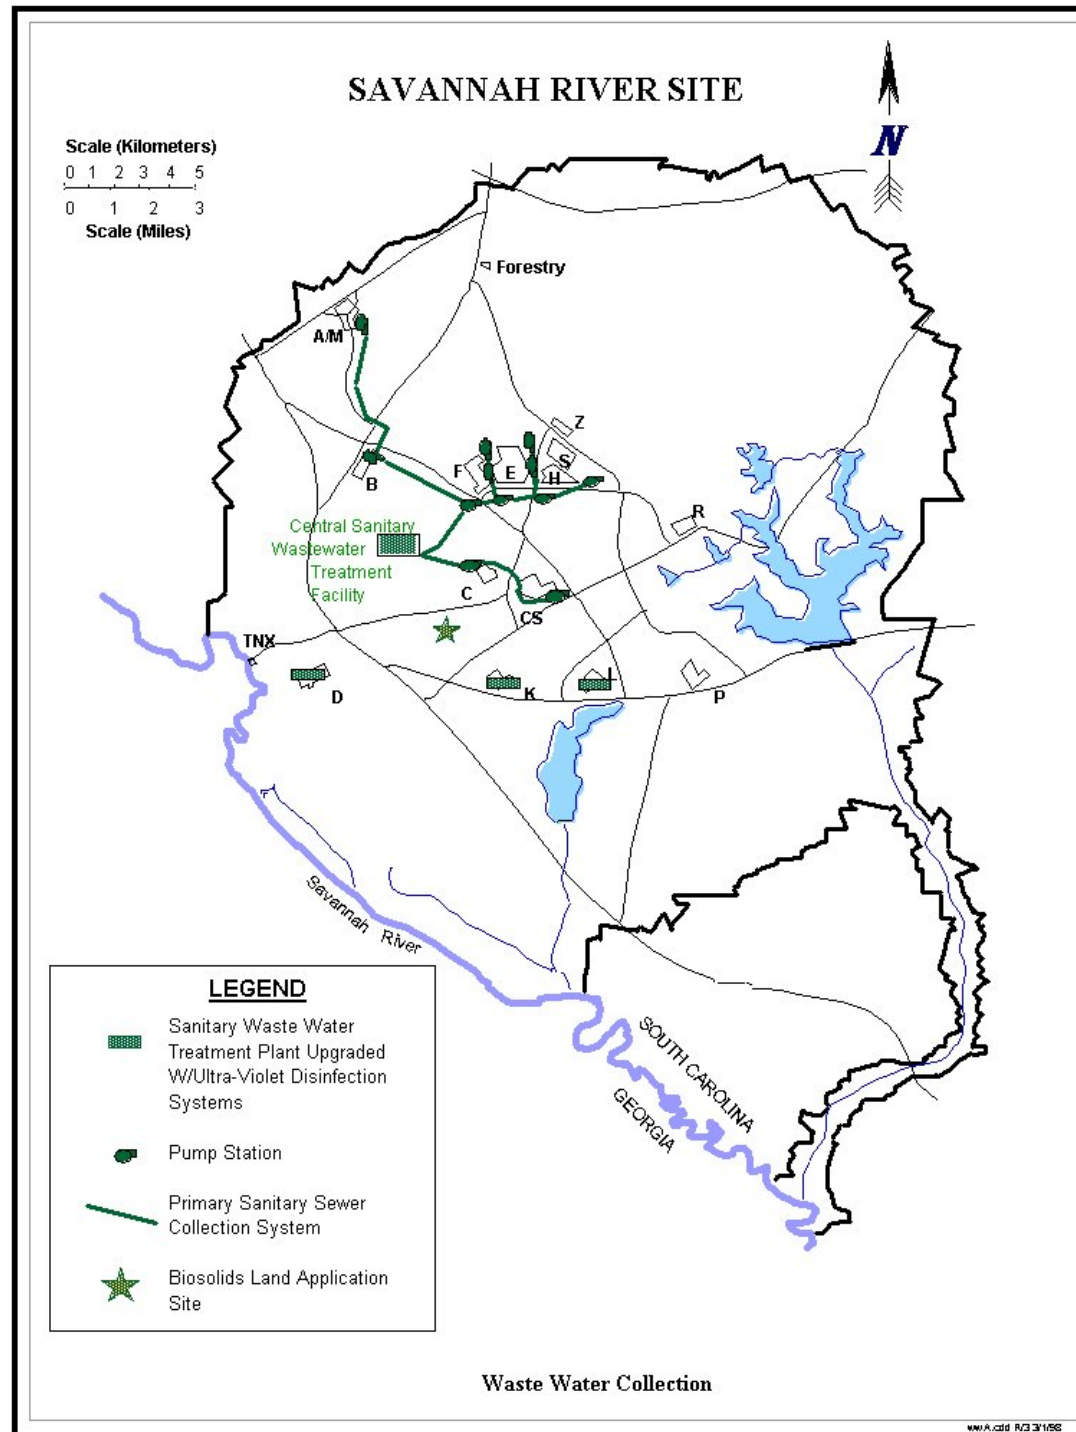 SAVANNAH RIVER SITE
Scale (Kilometers)
0 1 2 3 4 5
0 1 2 3
Scale (Miles)
N
Forestry
A/M
Z
S
F
E
H
B
R
Central Sanitary
Wastewater
Treatment
Facility
C
CS
TNX
D
K
L
P
Savannah River
SOUTH CAROLINA
GEORGIA
LEGEND
Sanitary Waste Water
Treatment Plant Upgraded
W/Ultra-Violet Disinfection
Systems
Pump Station
Primary Sanitary Sewer
Collection System
Biosolids Land Application
Site
Waste Water Collection